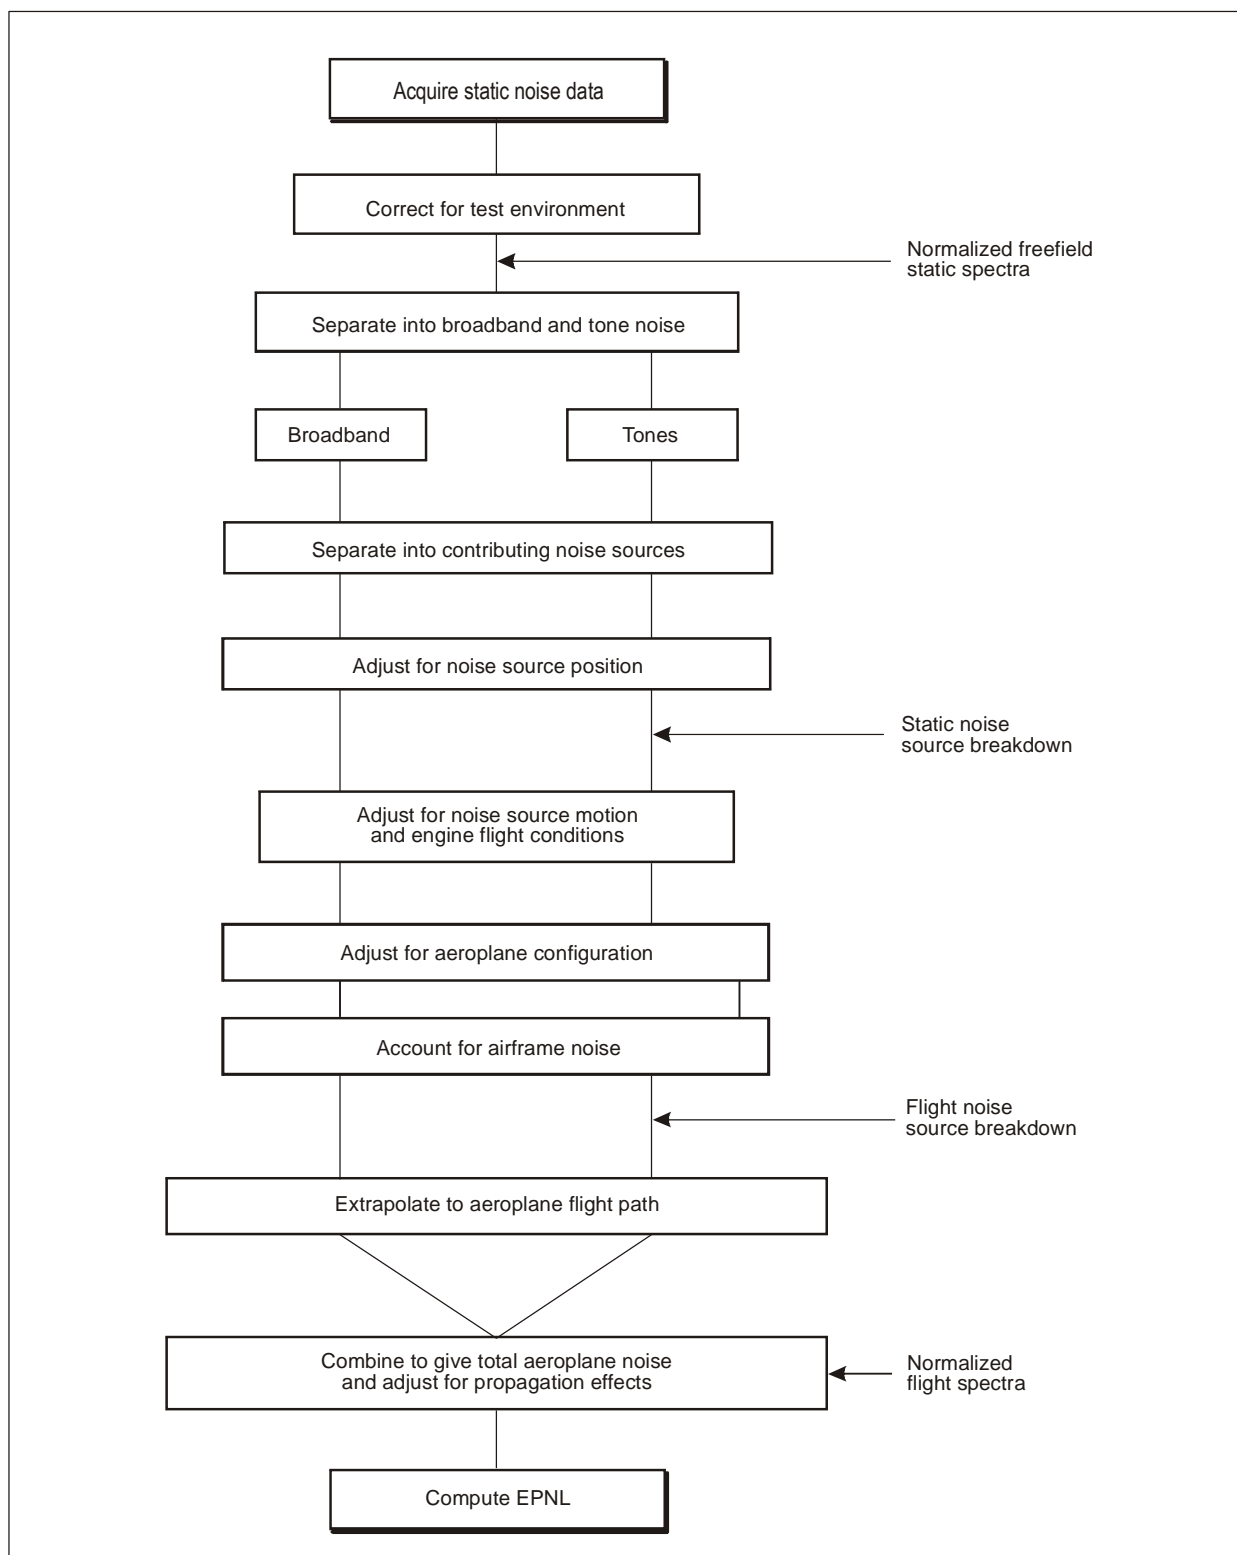 Acquire static noise data
Correct for test environment
Normalized freefield
static spectra
Separate into broadband and tone noise
Broadband
Tones
Separate into contributing noise sources
Adjust for noise source position
Static noise
source breakdown
Adjust for noise source motion
and engine flight conditions
Adjust for aeroplane configuration
Account for airframe noise
Flight noise
source breakdown
Extrapolate to aeroplane flight path
Combine to give total aeroplane noise
and adjust for propagation effects
Normalized
flight spectra
Compute EPNL